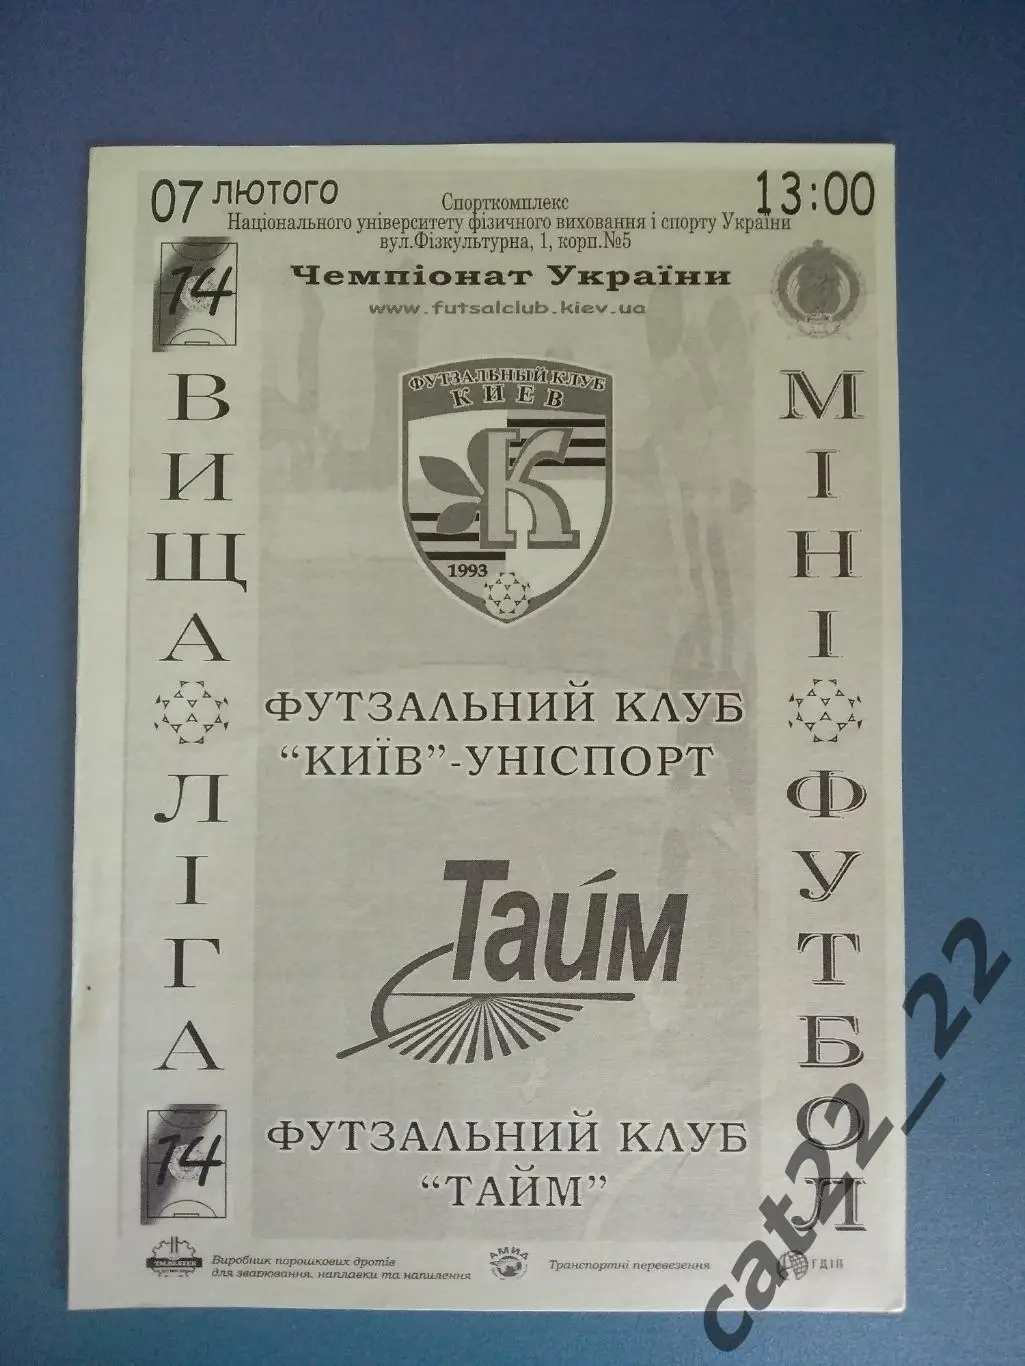 07 ЛЮТОГО
13:00
Спорткомплекс
Національного університету фізичного виховання і спорту України
вул.Фізкультурна, 1, корп.№5
Чемпіонат України
www.futsalclub.kiev.ua
14
ВИЩА ЛІГА
МІНІ ФУТБОЛ
ФУТЗАЛЬНЫЙ КЛУБ
КИЕВ
К
1993
ФУТЗАЛЬНИЙ КЛУБ
“КИЇВ”-УНІСПОРТ
Тайм
ФУТЗАЛЬНИЙ КЛУБ
“ТАЙМ”
14
Виробник порошкових дротів
для зварювання, наплавки та напилення
АМИД
Транспортні перевезення
cat22_22